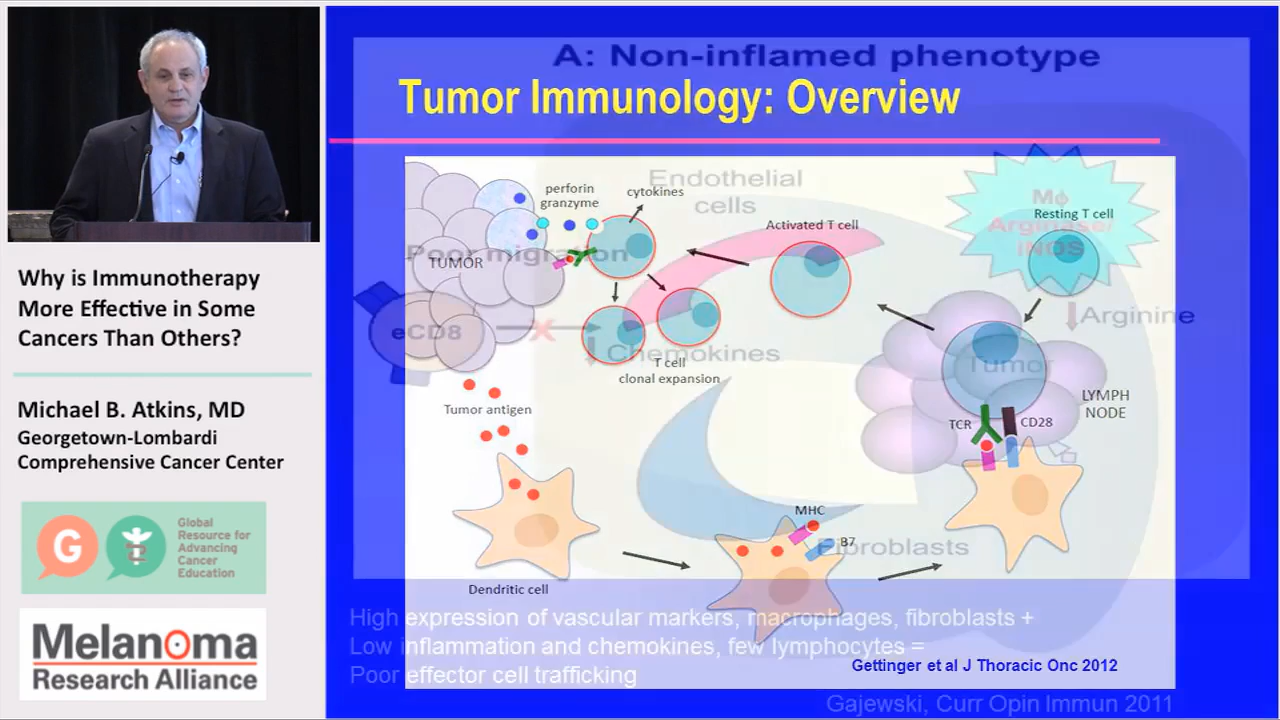 A: Non-inflamed phenotype
Tumor Immunology: Overview
perforin
granzyme
cytokines
Endothelial
cells
Activated T cell
Mɸ
Arginase/
iNOS
Resting T cell
Poor migration
TUMOR
eCD8
X
Chemokines
T cell
clonal expansion
Arginine
Tumor
Tumor antigen
TCR
CD28
LYMPH
NODE
MHC
B7
Fibroblasts
Dendritic cell
High expression of vascular markers, macrophages, fibroblasts +
Low inflammation and chemokines, few lymphocytes =
Poor effector cell trafficking
Gettinger et al J Thoracic Onc 2012
Gajewski, Curr Opin Immun 2011
Why is Immunotherapy
More Effective in Some
Cancers Than Others?
Michael B. Atkins, MD
Georgetown-Lombardi
Comprehensive Cancer Center
G
Global
Resource for
Advancing
Cancer
Education
Melanoma
Research Alliance